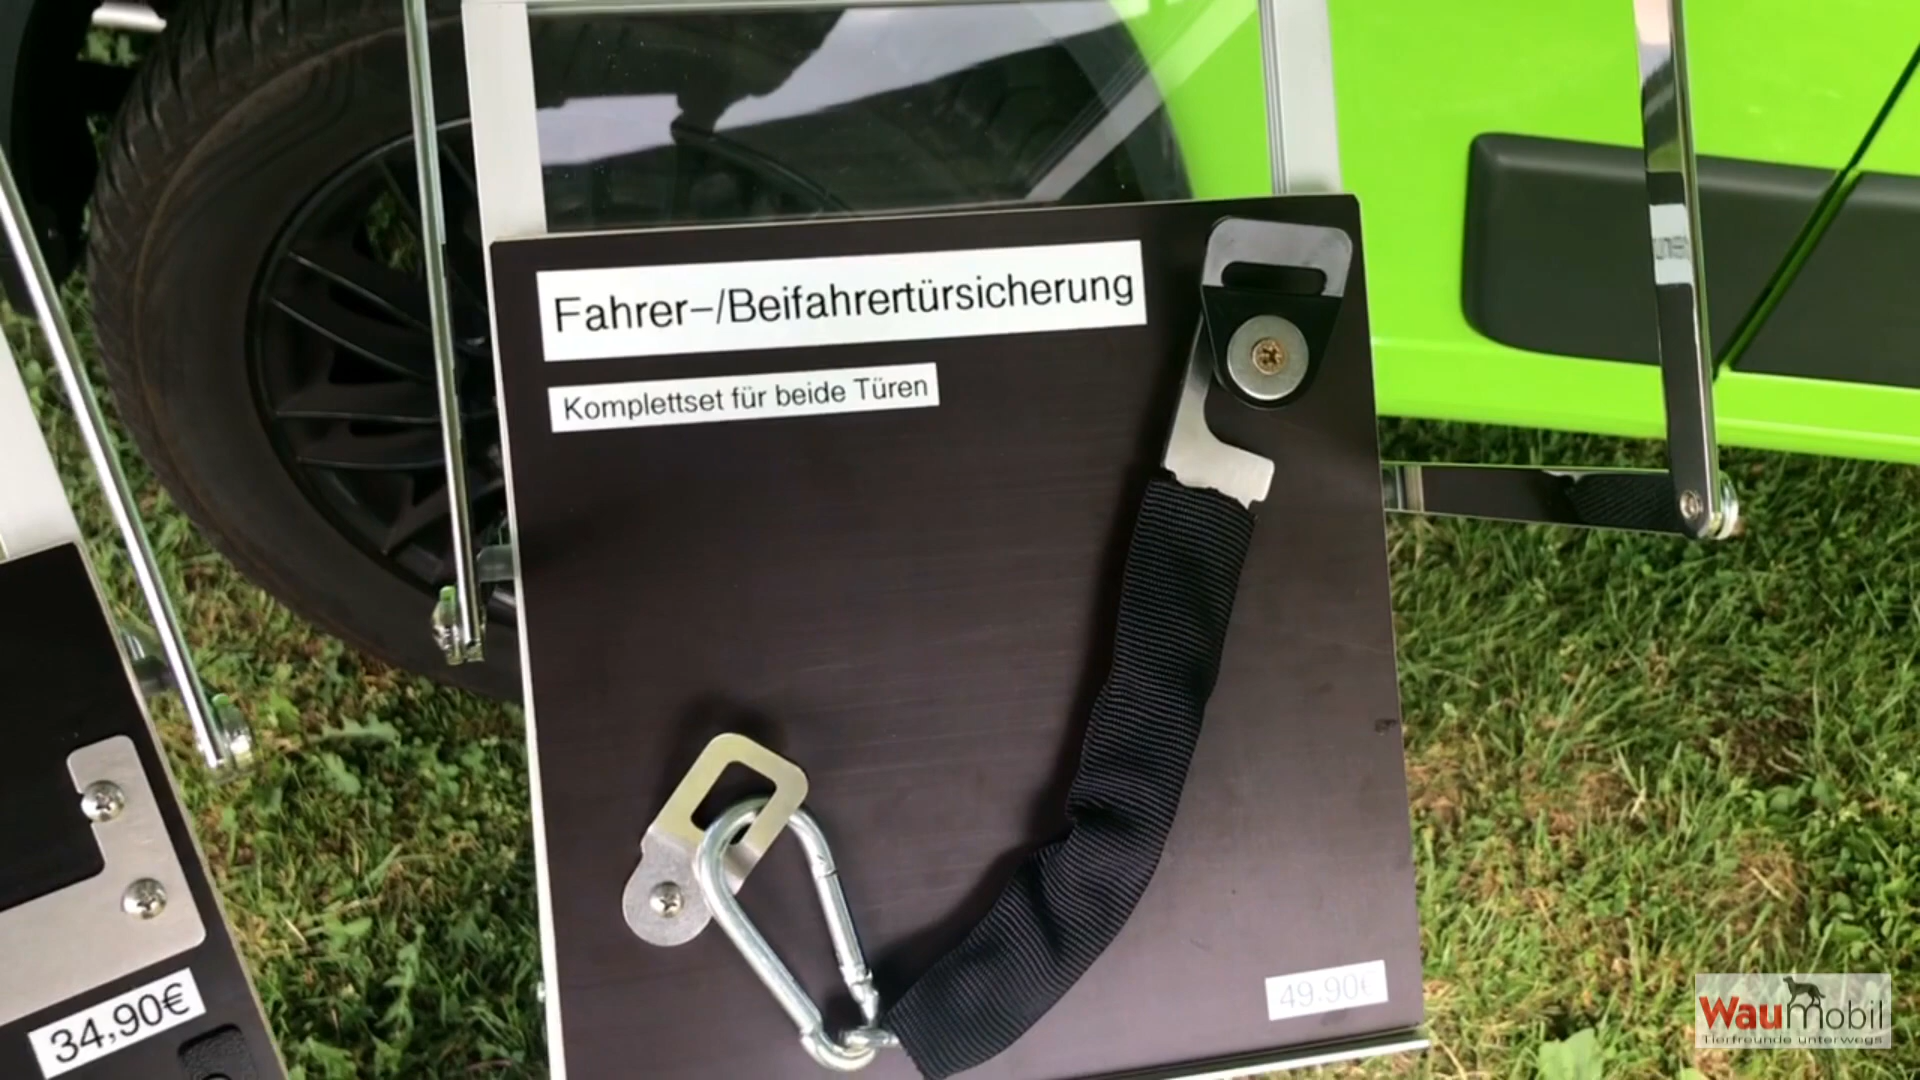 Fahrer-/Beifahrertürsicherung
Komplettset für beide Türen
49.90€
34,90€
WauMobil
Tierfreunde unterwegs